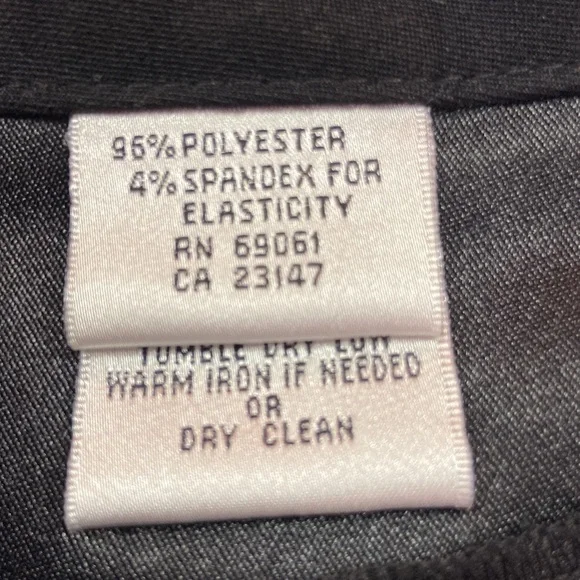 96% POLYESTER
4% SPANDEX FOR
ELASTICITY
RN 69061
CA 23147
TUMBLE DRY LOW
WARM IRON IF NEEDED
OR
DRY CLEAN